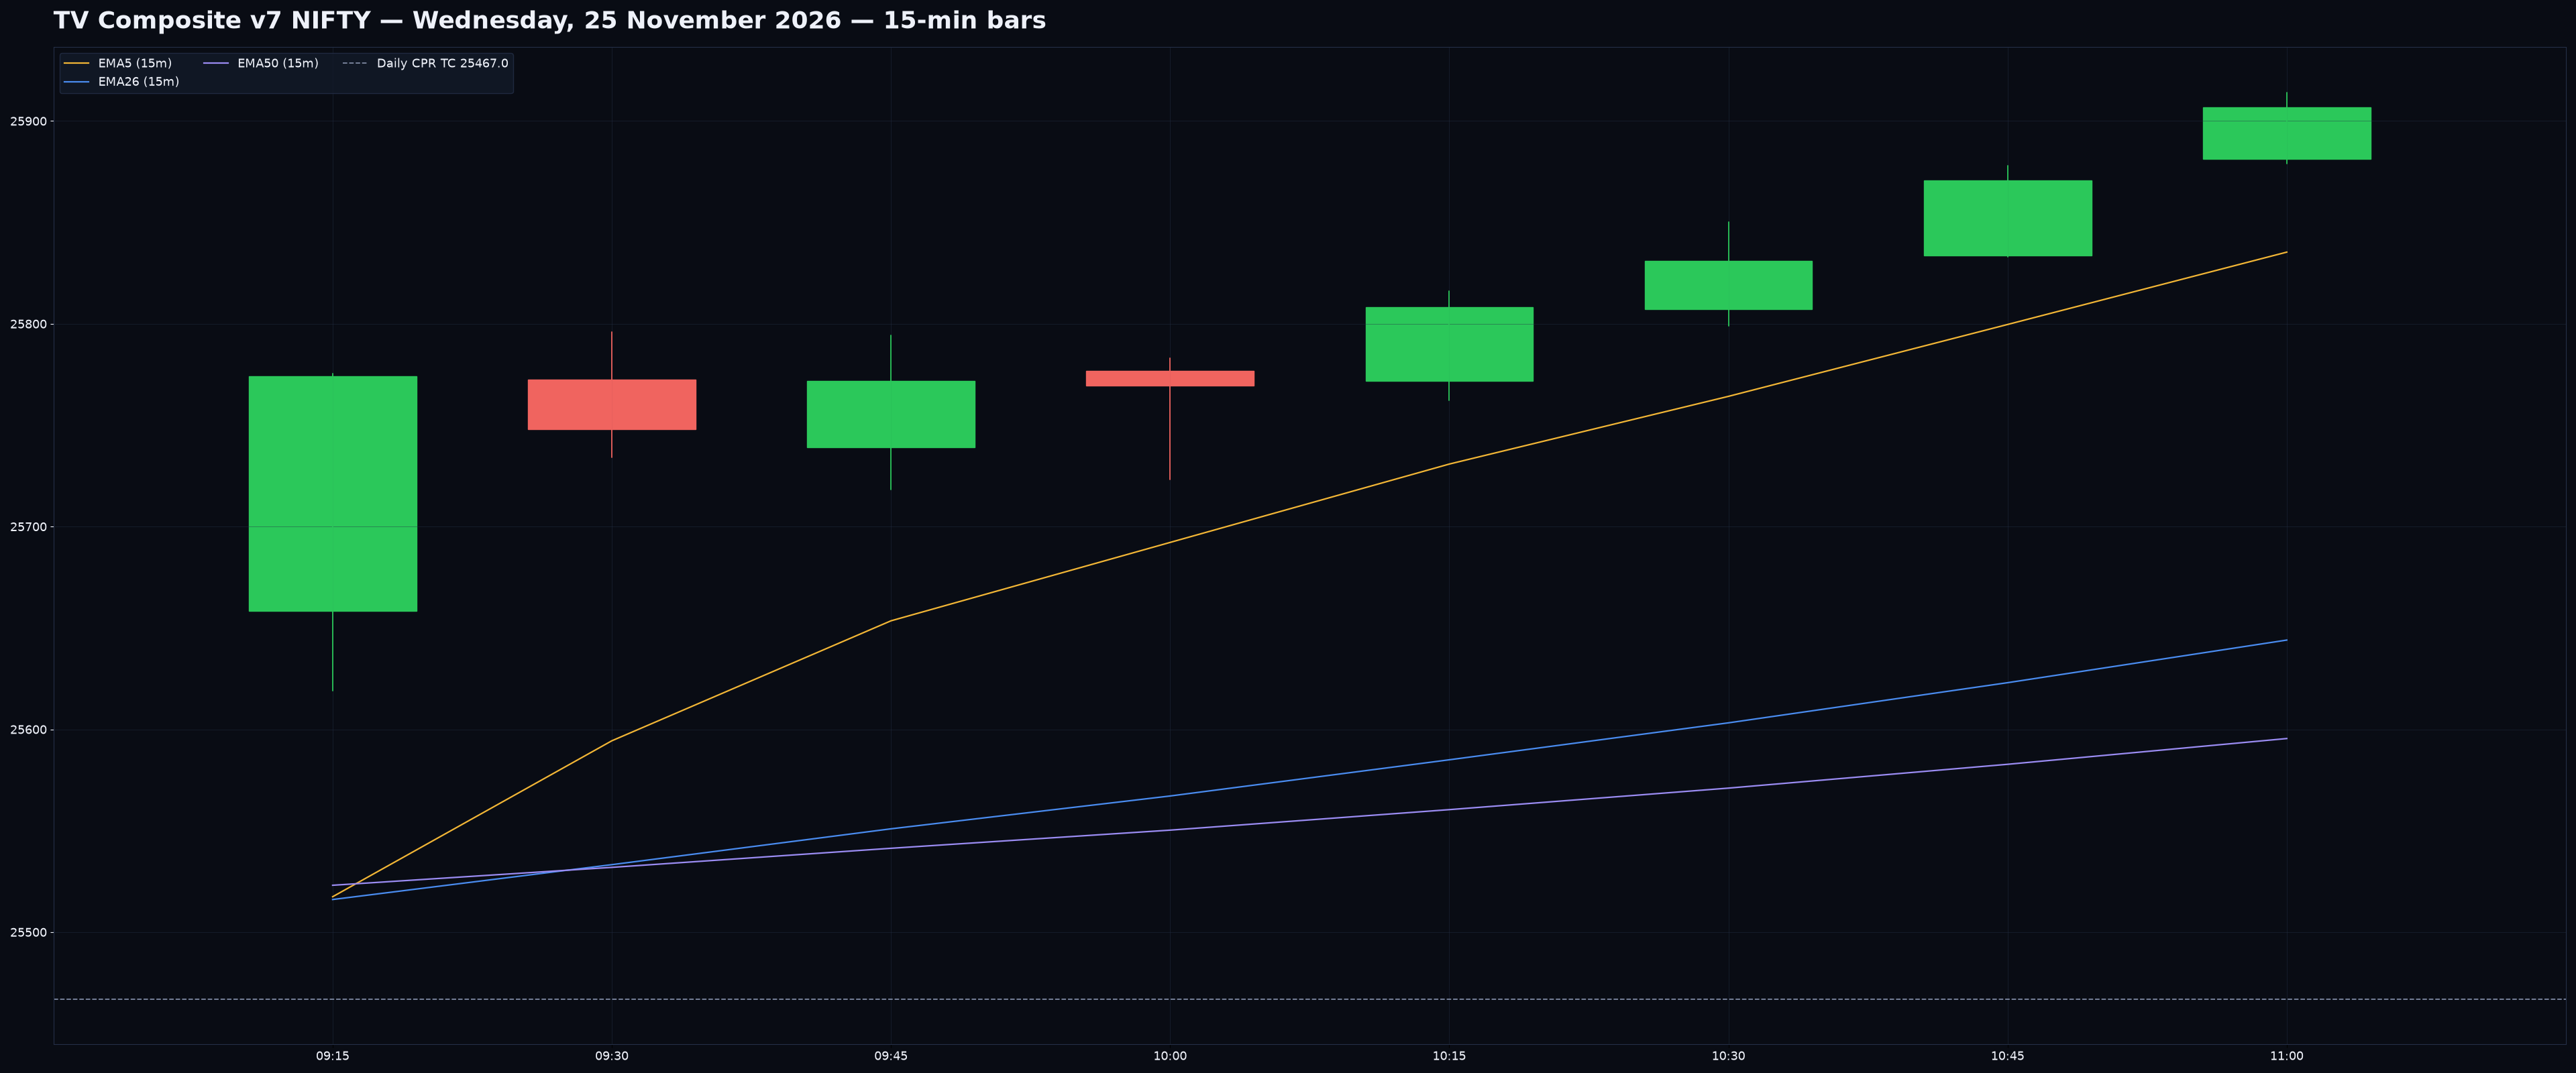 TV Composite v7 NIFTY — Wednesday, 25 November 2026 — 15-min bars
EMA5 (15m)
EMA26 (15m)
EMA50 (15m)
Daily CPR TC 25467.0
25900
25800
25700
25600
25500
09:15 09:30 09:45 10:00 10:15 10:30 10:45 11:00